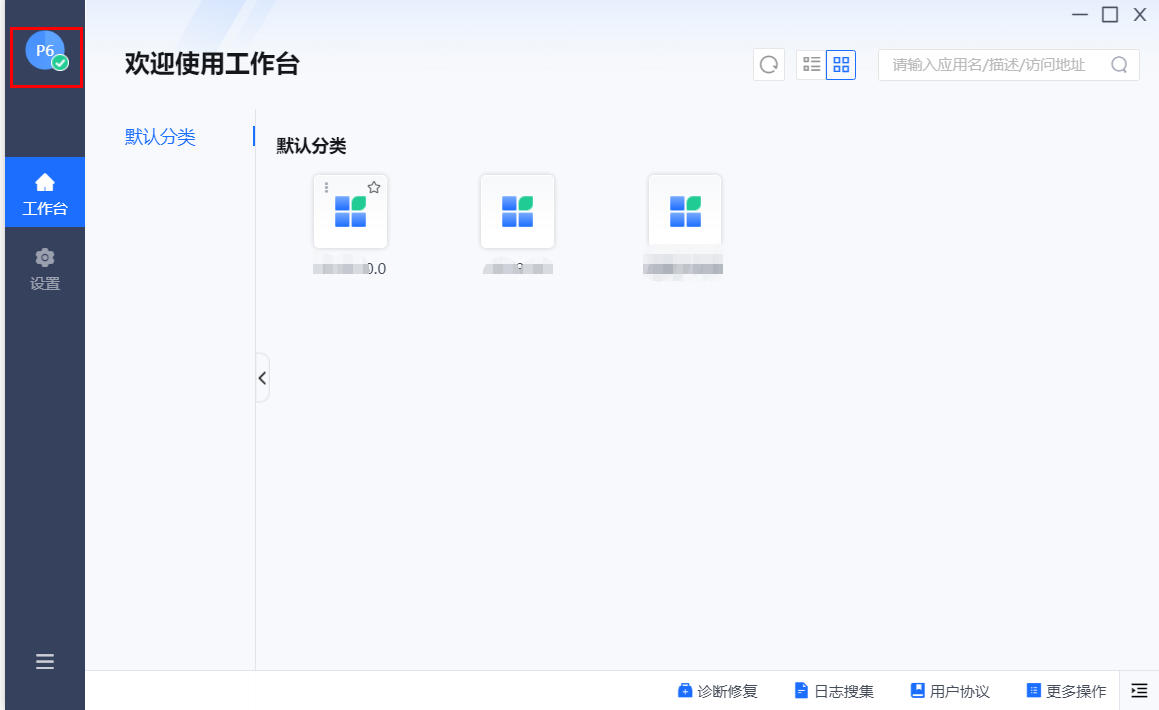 P6
欢迎使用工作台
请输入应用名/描述/访问地址
默认分类
默认分类
工作台
设置
0.0
诊断修复
日志搜集
用户协议
更多操作